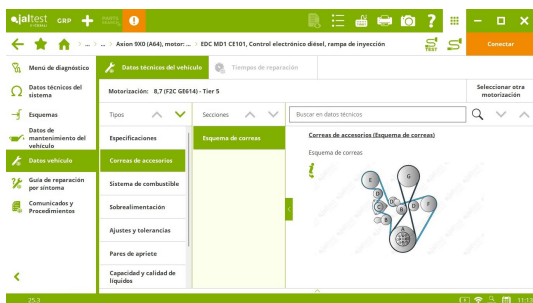 jaltest GRP
TEST
> ... > ... > Axion 9X0 (A64), motor: ... > EDC MD1 CE101, Control electrónico diésel, rampa de inyección
Conectar
Menú de diagnóstico
Datos técnicos del sistema
Esquemas
Datos de mantenimiento del vehículo
Datos vehículo
Guía de reparación por síntoma
Comunicados y Procedimientos
Datos técnicos del vehículo
Tiempos de reparación
Motorización: 8,7 (F2C GE614) - Tier 5
Seleccionar otra motorización
Tipos
Secciones
Buscar en datos técnicos
Especificaciones
Correas de accesorios
Sistema de combustible
Sobrealimentación
Ajustes y tolerancias
Pares de apriete
Capacidad y calidad de líquidos
Esquema de correas
Correas de accesorios (Esquema de correas)
Esquema de correas
E
G
D
C
D
D
F
B
A
25.3
11:13